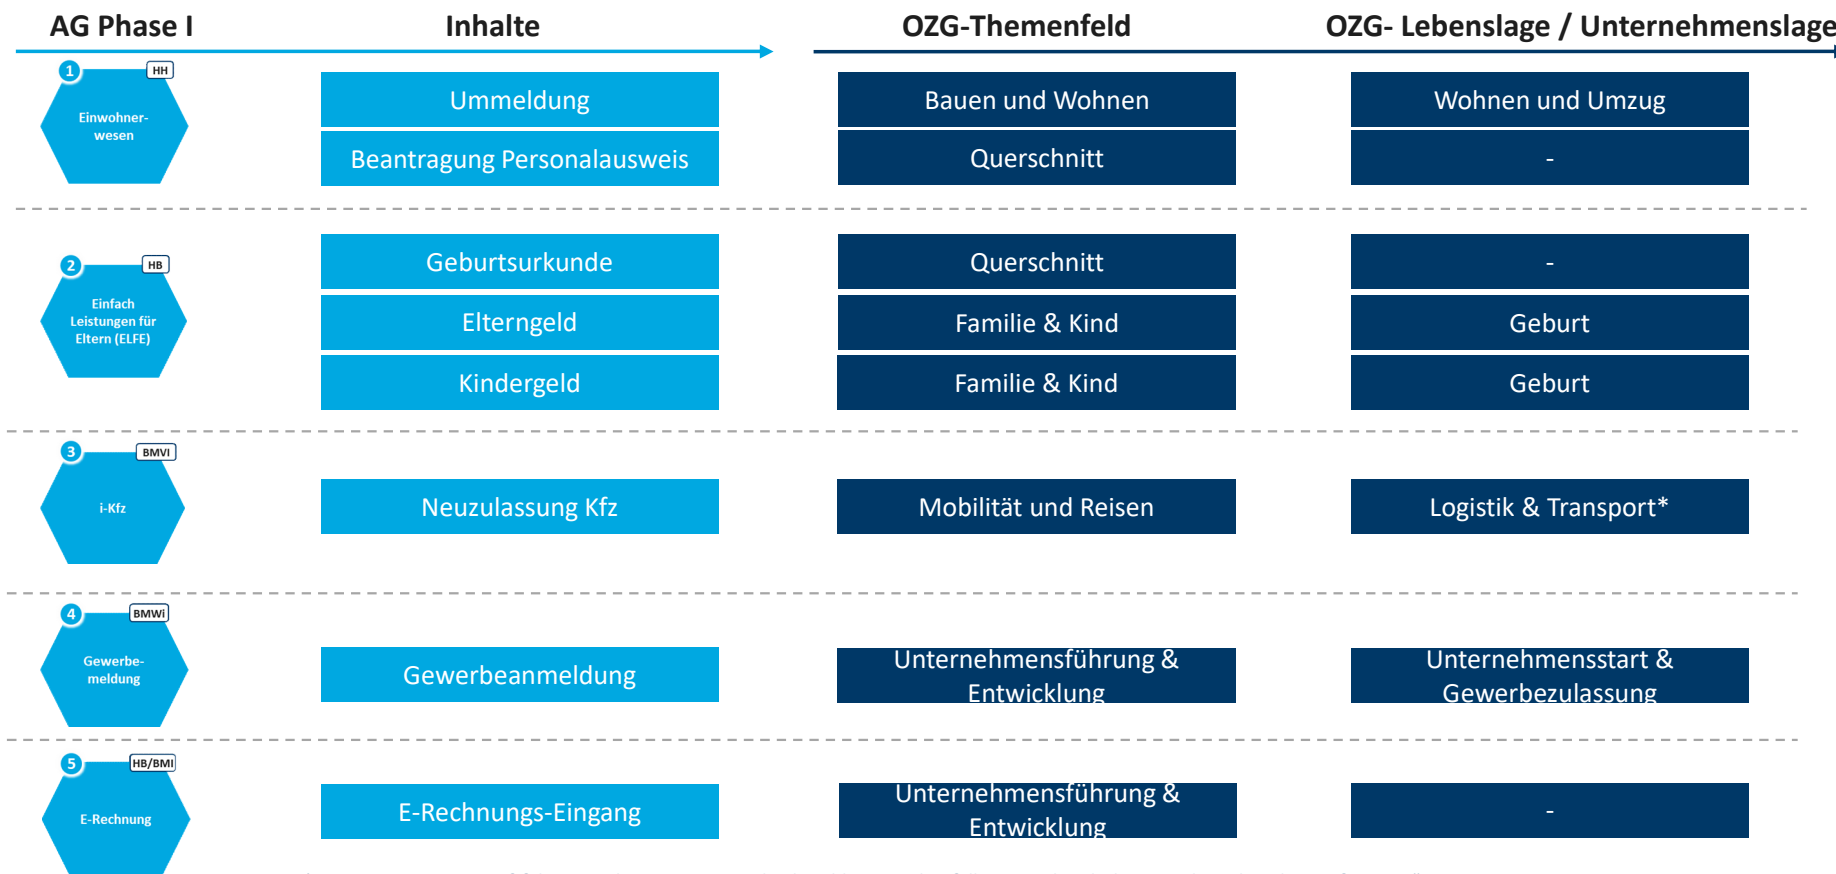 AG Phase I
Inhalte
OZG-Themenfeld
OZG- Lebenslage / Unternehmenslage
1
HH
Einwohner-
wesen
Ummeldung
Bauen und Wohnen
Wohnen und Umzug
Beantragung Personalausweis
Querschnitt
-
2
HB
Einfach
Leistungen für
Eltern (ELFE)
Geburtsurkunde
Querschnitt
-
Elterngeld
Familie & Kind
Geburt
Kindergeld
Familie & Kind
Geburt
3
BMVI
i-Kfz
Neuzulassung Kfz
Mobilität und Reisen
Logistik & Transport*
4
BMWi
Gewerbe-
meldung
Gewerbeanmeldung
Unternehmensführung &
Entwicklung
Unternehmensstart &
Gewerbezulassung
5
HB/BMI
E-Rechnung
E-Rechnungs-Eingang
Unternehmensführung &
Entwicklung
-